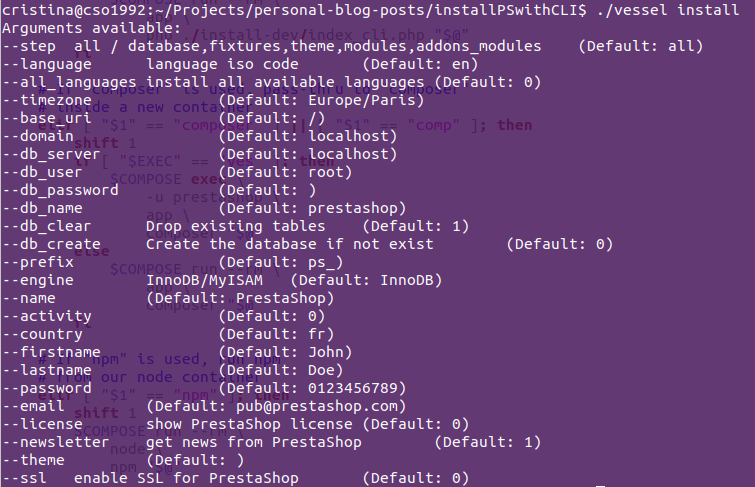 cristina@cso1990:~/Projects/personal-blog-posts/installPSwithCLI$ ./vessel install
Arguments available:
--step  all / database,fixtures,theme,modules,addons_modules    (Default: all)
--language      language iso code       (Default: en)
--all_languages install all available languages (Default: 0)
--timezone              (Default: Europe/Paris)
--base_uri              (Default: /)
--domain                (Default: localhost)
--db_server             (Default: localhost)
--db_user               (Default: root)
--db_password           (Default: )
--db_name               (Default: prestashop)
--db_clear      Drop existing tables    (Default: 1)
--db_create     Create the database if not exist        (Default: 0)
--prefix                (Default: ps_)
--engine        InnoDB/MyISAM   (Default: InnoDB)
--name          (Default: PrestaShop)
--activity              (Default: 0)
--country               (Default: fr)
--firstname             (Default: John)
--lastname              (Default: Doe)
--password              (Default: 0123456789)
--email         (Default: pub@prestashop.com)
--license       show PrestaShop license (Default: 0)
--newsletter    get news from PrestaShop        (Default: 1)
--theme         (Default: )
--ssl   enable SSL for PrestaShop       (Default: 0)